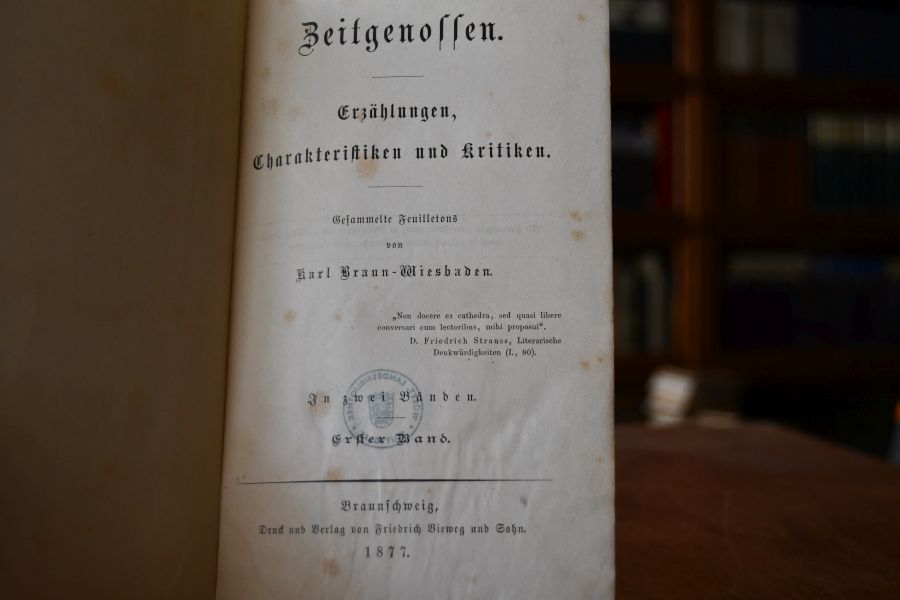 Zeitgenossen.
Erzählungen,
Charakteristiken und Kritiken.
Gesammelte Feuilletons
von
Karl Braun-Wiesbaden.
„Non docere ex cathedra, sed quasi libere
conversari cum lectoribus, mihi proposui“.
D. Friedrich Strauss, Literarische
Denkwürdigkeiten (I., 80).
In zwei Bänden.
Erster Band.
Braunschweig,
Druck und Verlag von Friedrich Vieweg und Sohn.
1877.